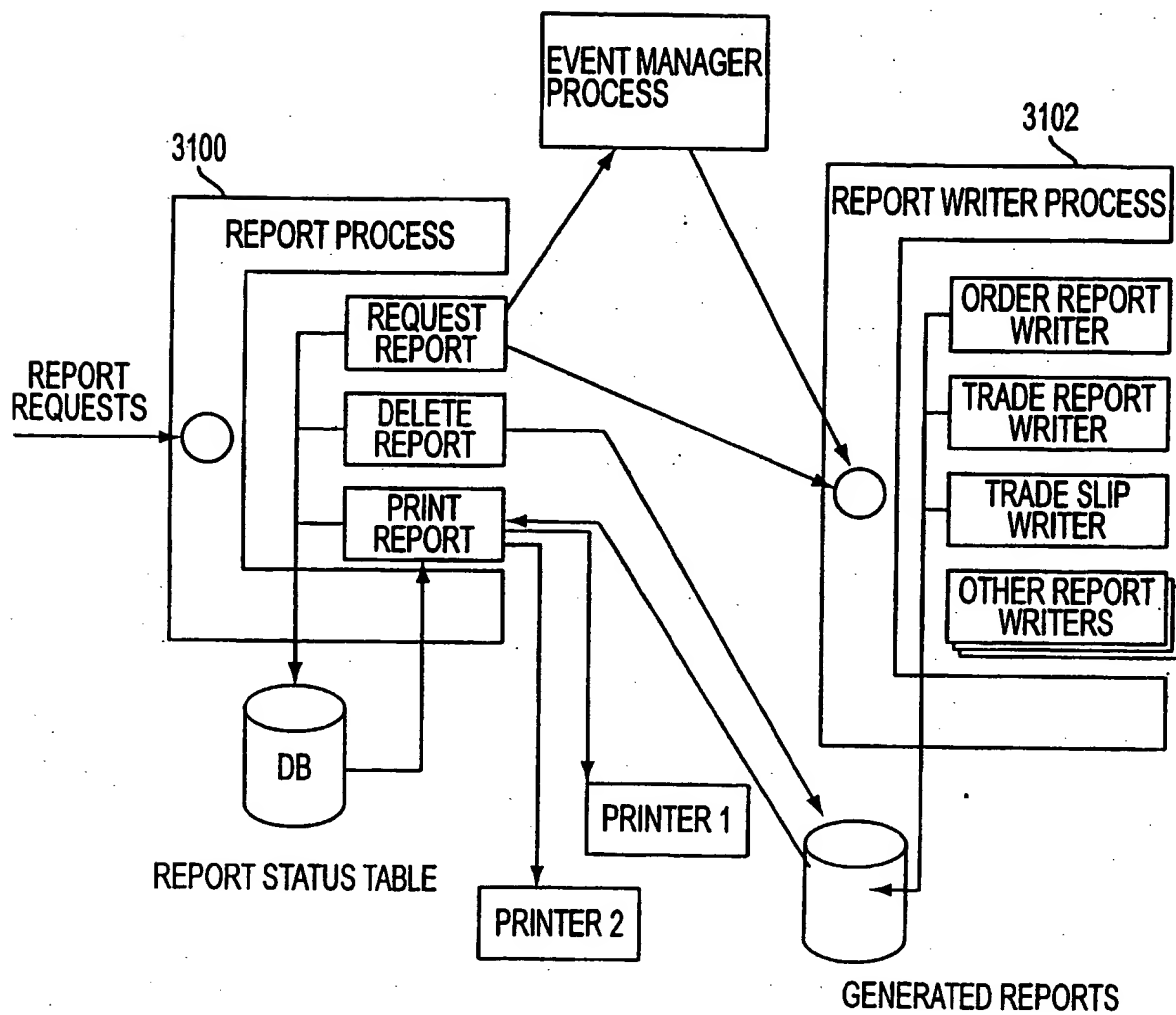 EVENT MANAGER
PROCESS
3100
3102
REPORT PROCESS
REPORT WRITER PROCESS
REQUEST
REPORT
ORDER REPORT
WRITER
REPORT
REQUESTS
DELETE
REPORT
TRADE REPORT
WRITER
PRINT
REPORT
TRADE SLIP
WRITER
OTHER REPORT
WRITERS
DB
PRINTER 1
REPORT STATUS TABLE
PRINTER 2
GENERATED REPORTS